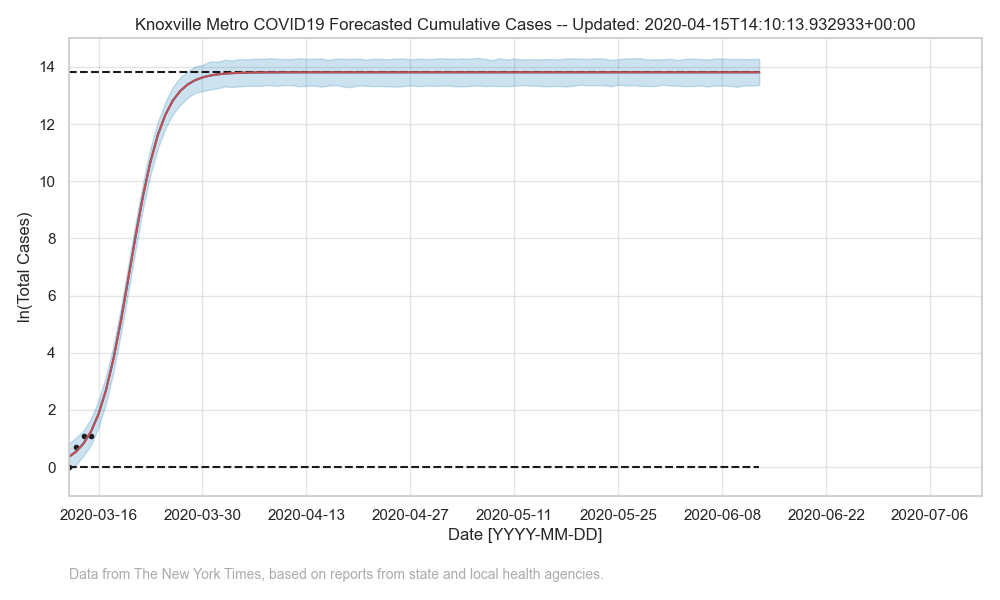 Knoxville Metro COVID19 Forecasted Cumulative Cases -- Updated: 2020-04-15T14:10:13.932933+00:00
ln(Total Cases)
14
12
10
8
6
4
2
0
2020-03-16 2020-03-30 2020-04-13 2020-04-27 2020-05-11 2020-05-25 2020-06-08 2020-06-22 2020-07-06
Date [YYYY-MM-DD]
Data from The New York Times, based on reports from state and local health agencies.